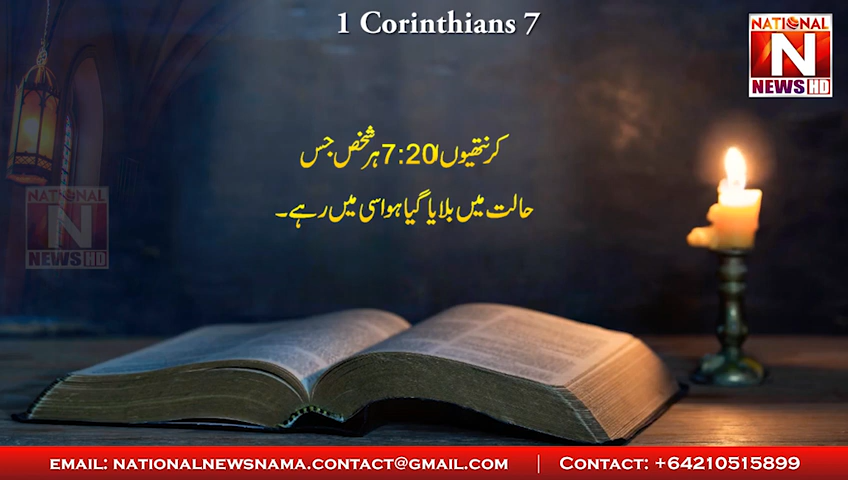 1 Corinthians 7
NATIONAL
N
NEWS HD
کرنتھیوں۱ 7:20 ہر شخص جس
حالت میں بلایا گیا ہو اسی میں رہے۔
NATIONAL
N
NEWS HD
EMAIL: NATIONALNEWSNAMA.CONTACT@GMAIL.COM | CONTACT: +64210515899